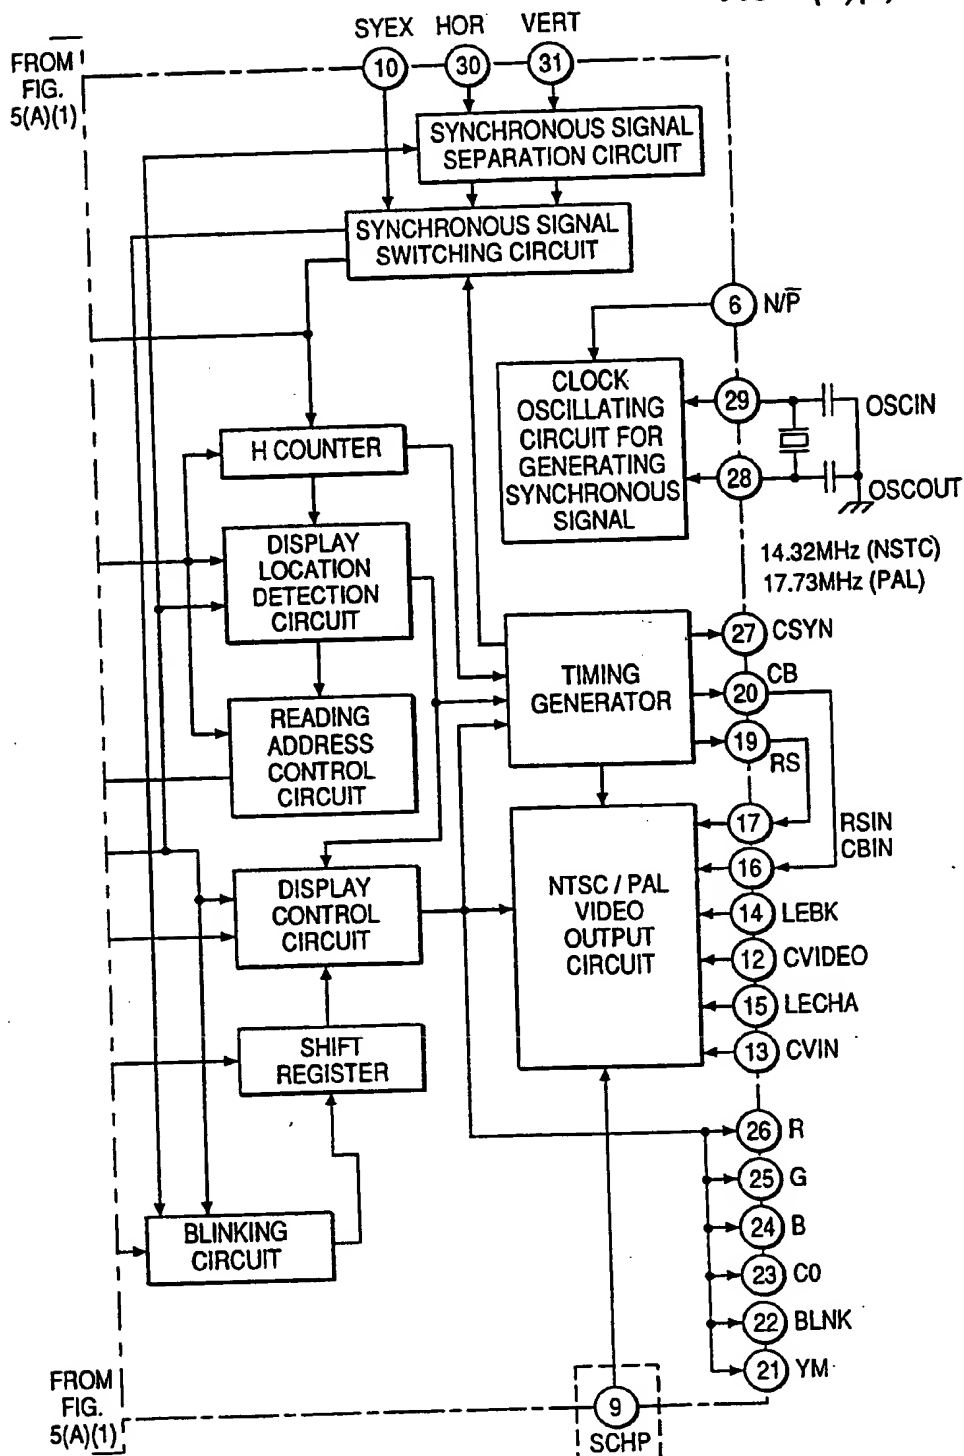 SYEX HOR VERT
FROM
FIG.
5(A)(1)
10 30 31
SYNCHRONOUS SIGNAL
SEPARATION CIRCUIT
SYNCHRONOUS SIGNAL
SWITCHING CIRCUIT
6 N/P̅
CLOCK
OSCILLATING
CIRCUIT FOR
GENERATING
SYNCHRONOUS
SIGNAL
29
OSCIN
28
OSCOUT
14.32MHz (NSTC)
17.73MHz (PAL)
H COUNTER
DISPLAY
LOCATION
DETECTION
CIRCUIT
READING
ADDRESS
CONTROL
CIRCUIT
TIMING
GENERATOR
27 CSYN
20 CB
19
RS
17
RSIN
CBIN
16
DISPLAY
CONTROL
CIRCUIT
NTSC / PAL
VIDEO
OUTPUT
CIRCUIT
14 LEBK
12 CVIDEO
15 LECHA
13 CVIN
SHIFT
REGISTER
26 R
25 G
24 B
23 C0
22 BLNK
21 YM
BLINKING
CIRCUIT
FROM
FIG.
5(A)(1)
9
SCHP